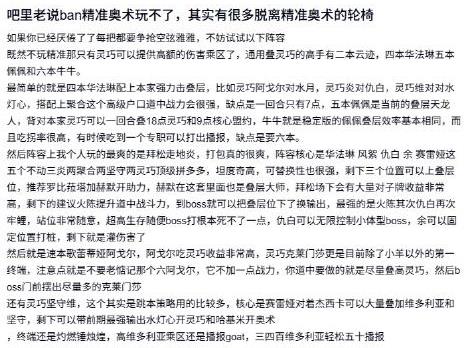 吧里老说ban精准奥术玩不了，其实有很多脱离精准奥术的轮椅
如果你已经厌倦了了每把都要争抢空弦雅雅，不妨试试以下阵容
既然不玩精准那只有灵巧可以提供高额的伤害乘区了，通用叠灵巧的高手有二本云迹，四本华法琳五本
佩佩和六本牛牛。
最简单的就是四本华法琳配上本家强力击叠层，比如灵巧阿戈尔对水月，灵巧炎对仇白，灵巧维对对水
灯心，搭配上聚合这个高级户口道中战力会很强，缺点是一回合只有7点，五本佩佩是当前的叠层天龙
人，背对本家灵巧可以一回合叠18点灵巧和9点核心盟约，牛牛就是稳定版的佩佩叠层效率基本相同，而
且吃拐率很高，有时候吃到一个专职可以打出播报，缺点是要六本。
然后阵容上我个人玩的最爽的是拜松走地炎，打包真的很爽，阵容核心是华法琳 风絮 仇白 余 赛雷娅这
五个不动三炎两聚合两坚守两灵巧顶级拼多多，坦度奇高，可替换性也很强，剩下三个位置可以上叠层
位，推荐罗比菈塔加赫默开助力，赫默在这套里面也是叠层大师，拜松场下会有大量对子牌收益非常
高，剩下的建议火陈提升道中战斗力，到boss就可以把叠层位下了换输出，最强的是火陈其次仇白再次
年鲤，站位非常随意，超高生存随便boss打根本死不了一点，仇白可以无限控制小体型boss，余可以固
定位置打桩，剩下就是灌伤害了
然后就是速本歌蕾蒂娅阿戈尔，阿戈尔吃灵巧收益非常高，灵巧克莱门莎更是目前除了小羊以外的第一
终端，注意点就是不要老惦记那个六阿戈尔，它不加一点战力，你道中要做的就是尽量叠高灵巧，然后b
oss门前摆出尽量多的克莱门莎
还有灵巧坚守维，这个其实是跳本策略用的比较多，核心是赛雷娅对着杰西卡可以大量叠加维多利亚和
坚守，剩下可以带前期最强输出水灯心开灵巧和哈基米开奥术
，终端还是灼燃锤烛煌，高维多利亚乘区还是播报goat，三四百维多利亚轻松五十播报